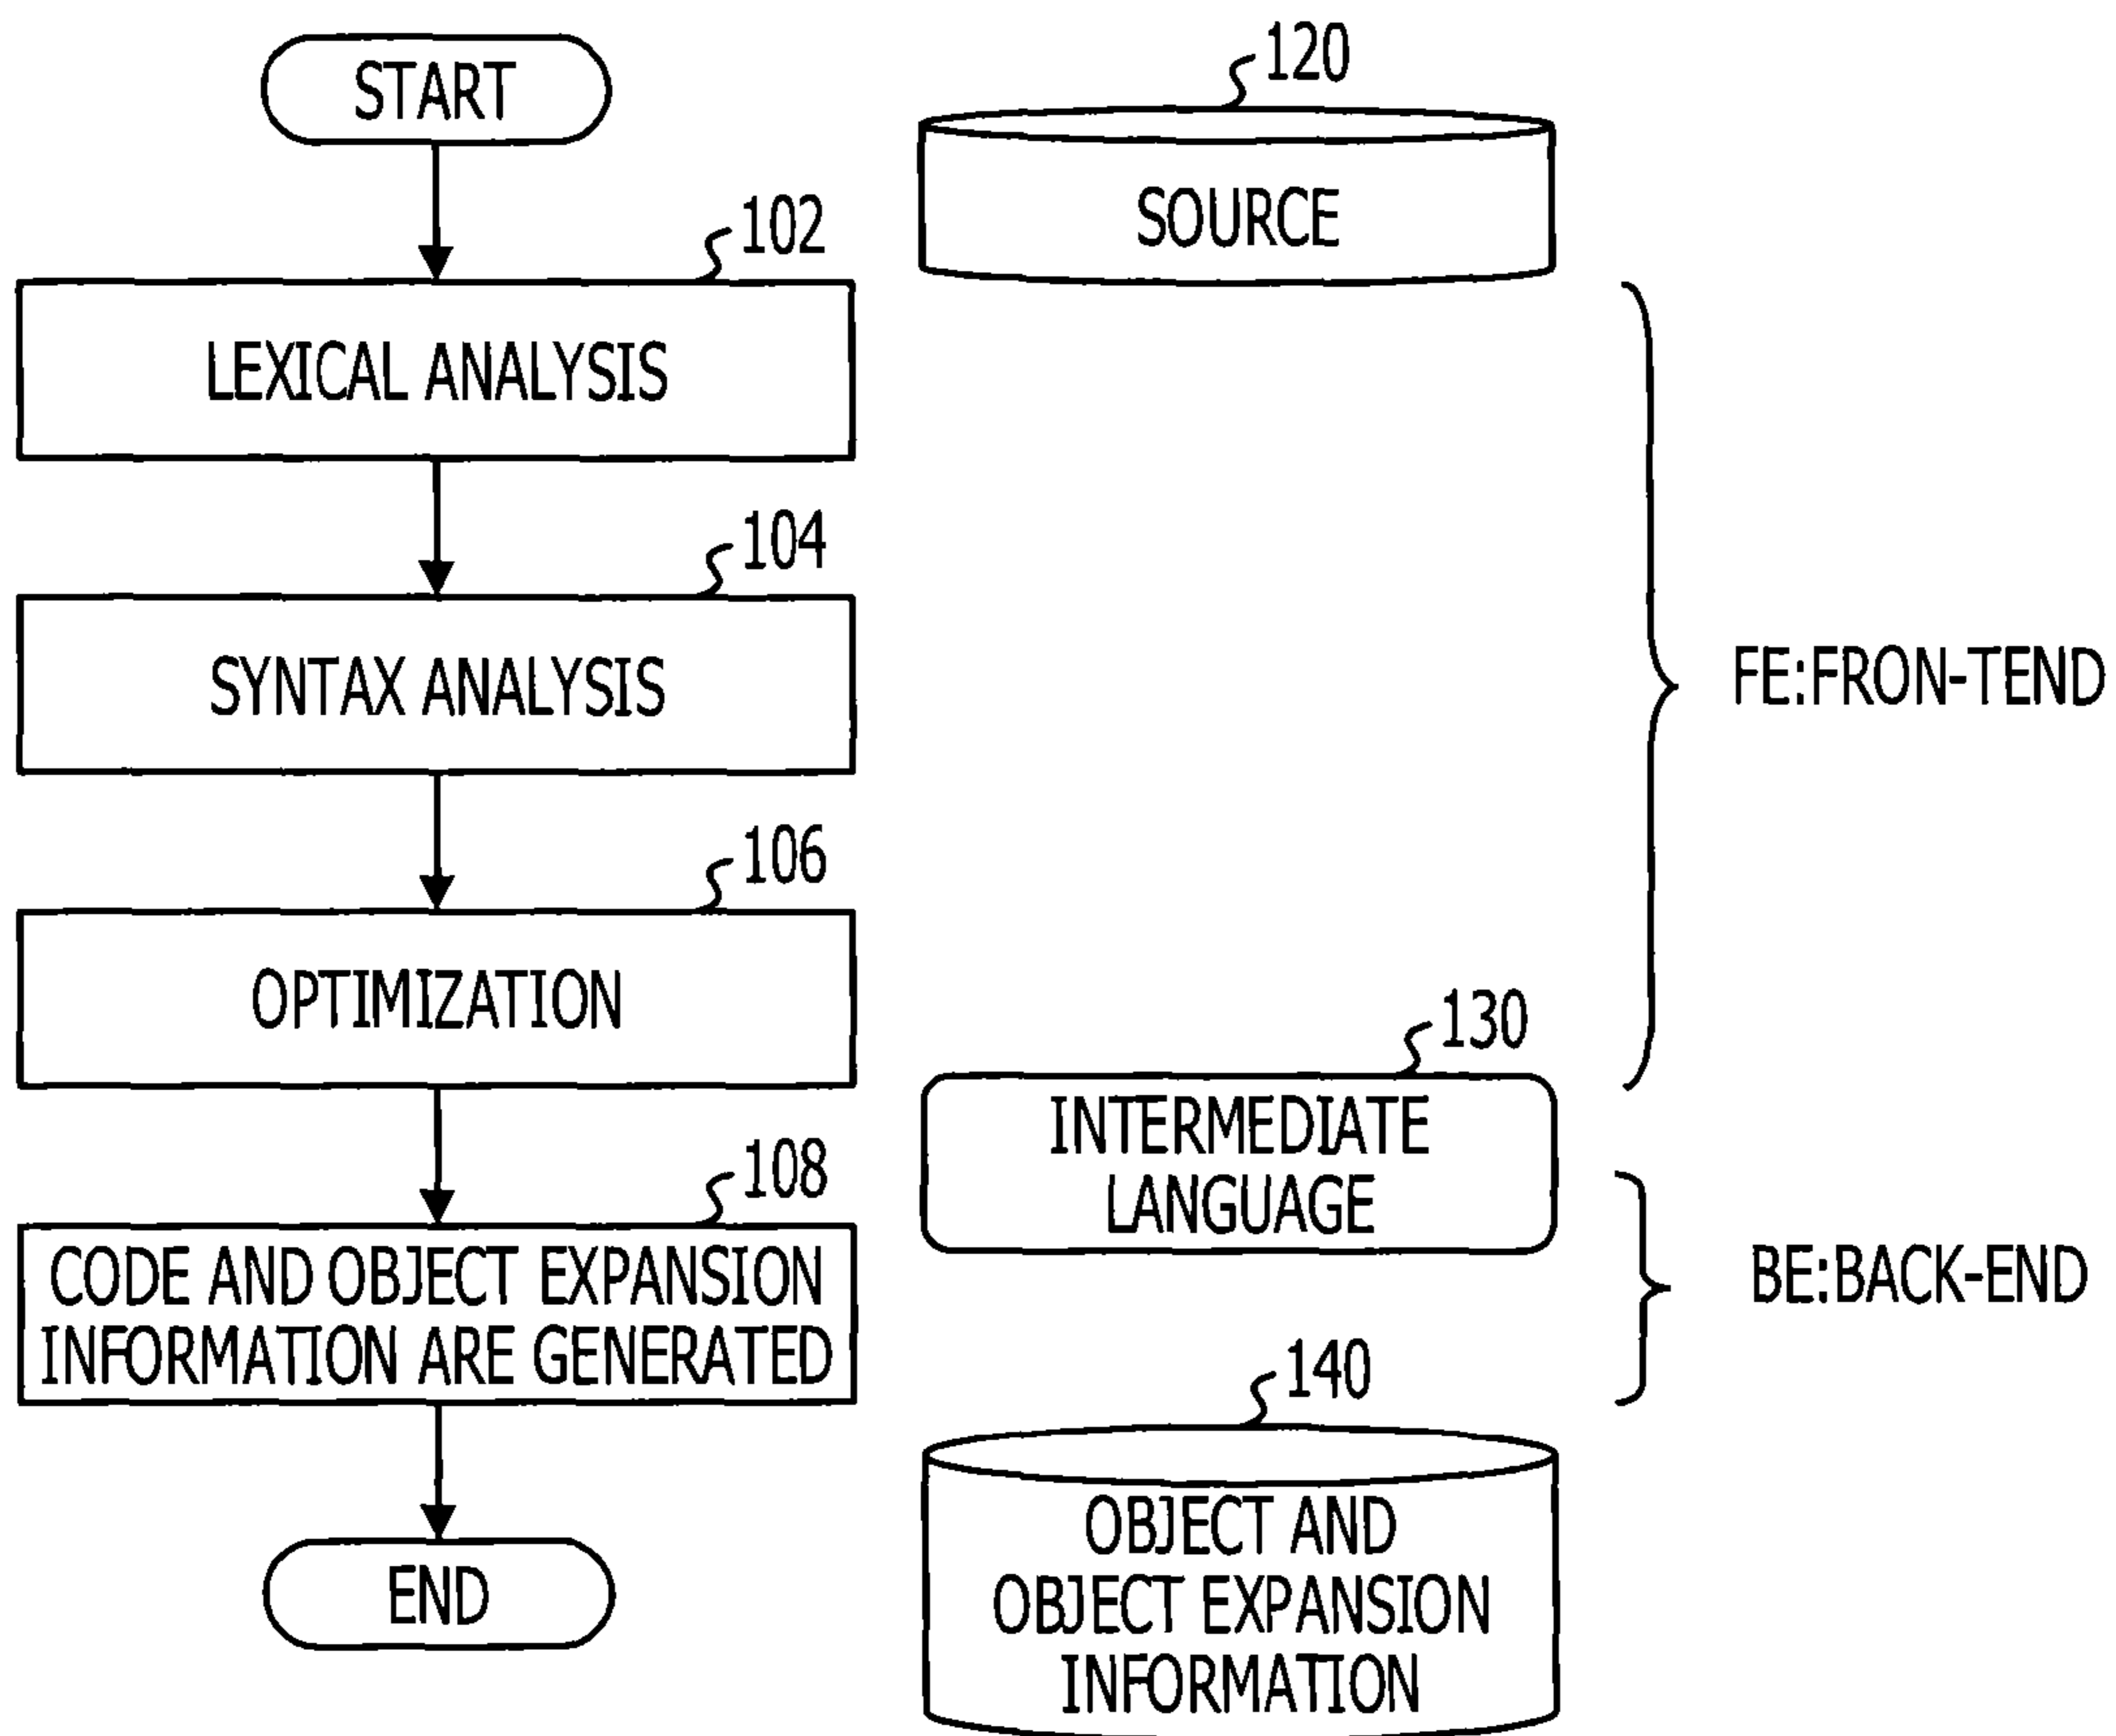 START
120
SOURCE
102
LEXICAL ANALYSIS
104
SYNTAX ANALYSIS
FE:FRON-TEND
106
OPTIMIZATION
130
INTERMEDIATE
LANGUAGE
108
CODE AND OBJECT EXPANSION
INFORMATION ARE GENERATED
BE:BACK-END
140
OBJECT AND
OBJECT EXPANSION
INFORMATION
END